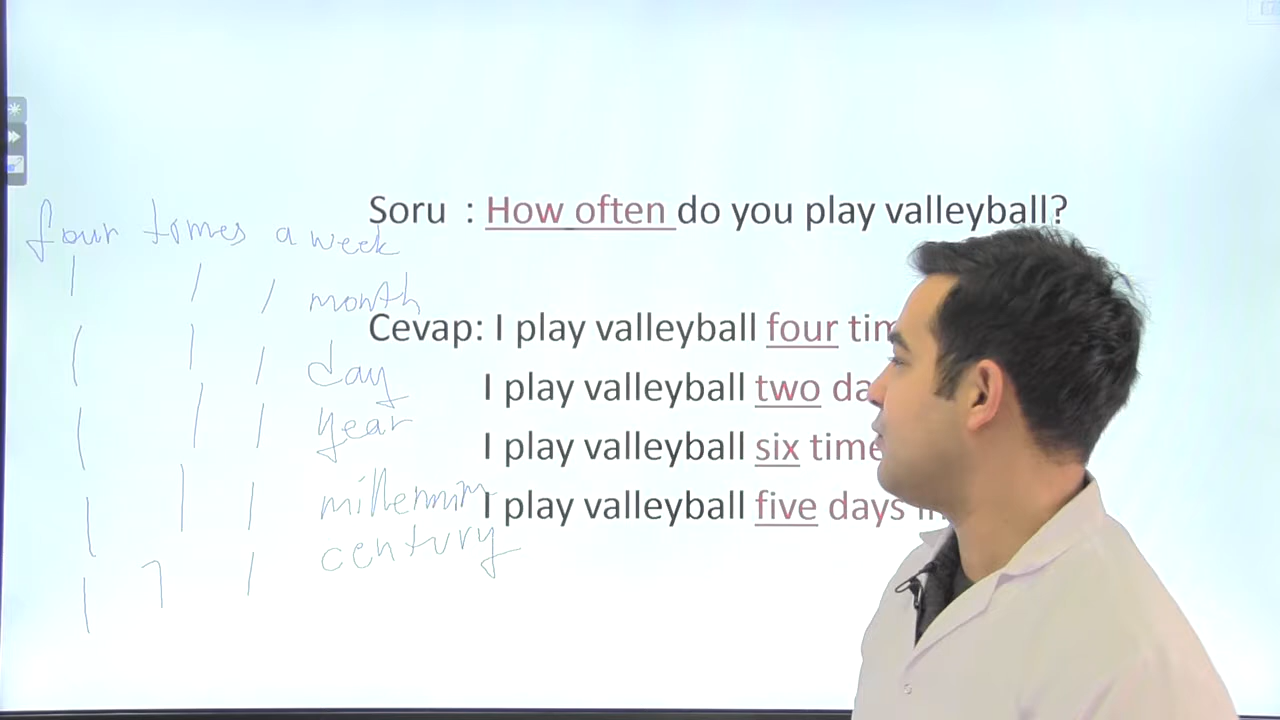 Soru : How often do you play valleyball?
Cevap: I play valleyball four tim
I play valleyball two da
I play valleyball six time
I play valleyball five days in
four times a week
month
day
year
millennium
century